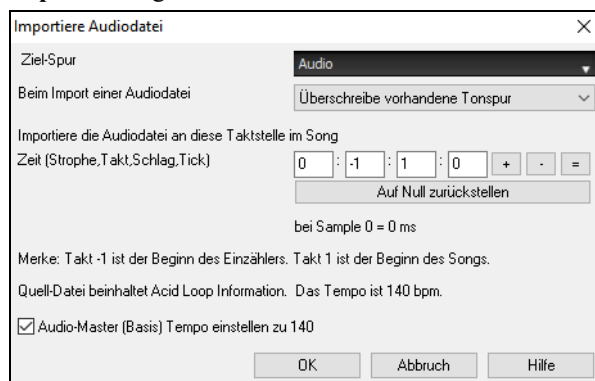 Importiere Audiodatei
Ziel-Spur
Audio
Beim Import einer Audiodatei
Überschreibe vorhandene Tonspur
Importiere die Audiodatei an diese Taktstelle im Song
Zeit (Strophe,Takt,Schlag,Tick)
0 : -1 : 1 : 0 + - =
Auf Null zurückstellen
bei Sample 0 = 0 ms
Merke: Takt -1 ist der Beginn des Einzählers. Takt 1 ist der Beginn des Songs.
Quell-Datei beinhaltet Acid Loop Information. Das Tempo ist 140 bpm.
Audio-Master (Basis) Tempo einstellen zu 140
OK Abbruch Hilfe